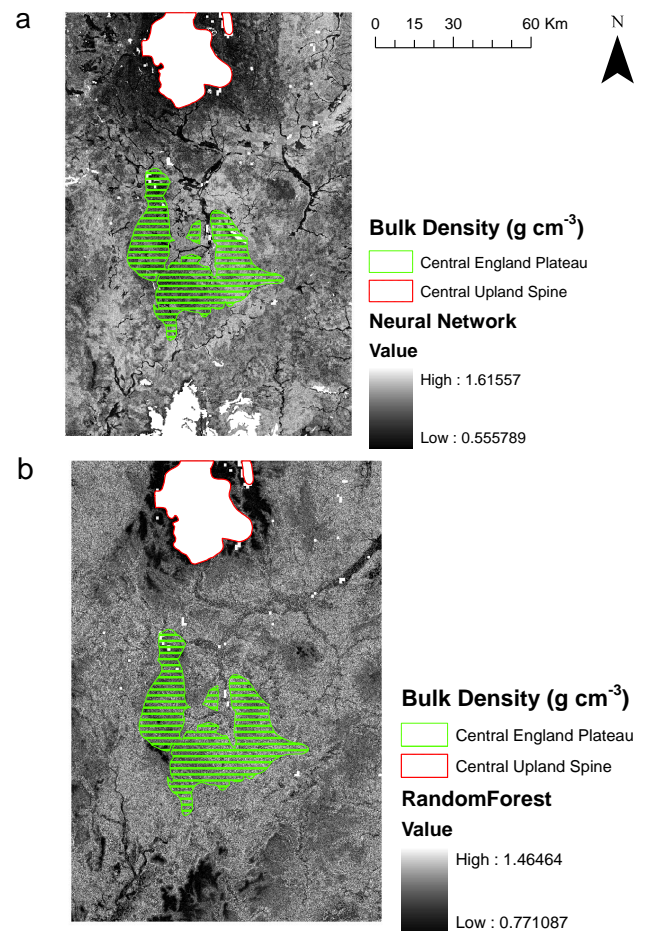 a
0 15 30 60 Km
N
Bulk Density (g cm-3)
Central England Plateau
Central Upland Spine
Neural Network
Value
High : 1.61557
Low : 0.555789
b
Bulk Density (g cm-3)
Central England Plateau
Central Upland Spine
RandomForest
Value
High : 1.46464
Low : 0.771087